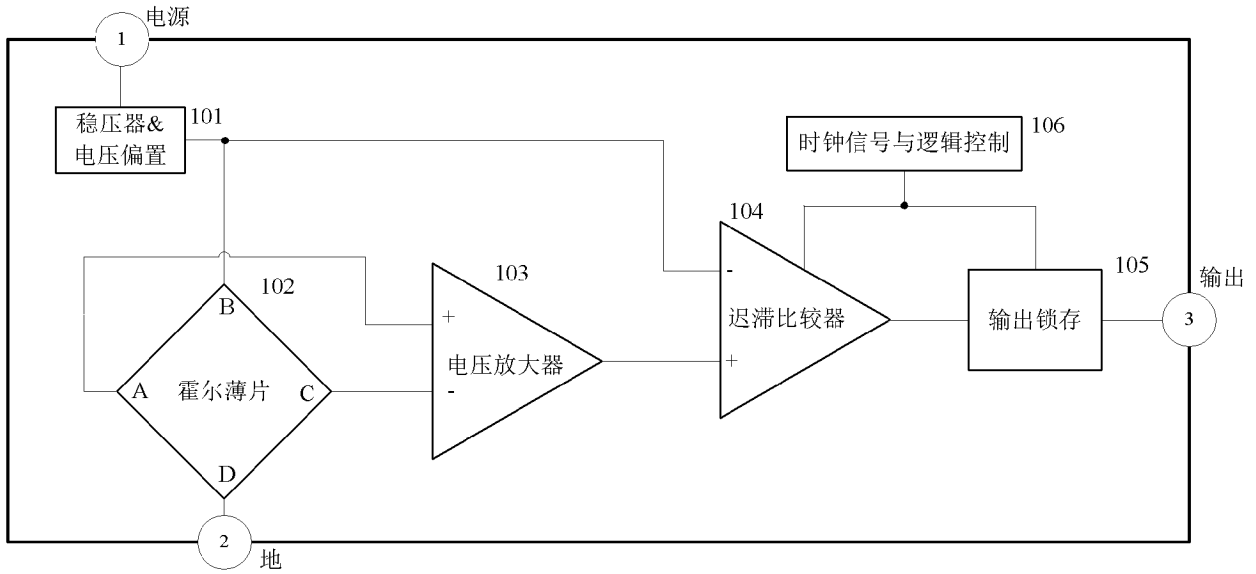 电源
1
稳压器&
电压偏置
101
时钟信号与逻辑控制
106
104
-
迟滞比较器
+
103
+
电压放大器
-
102
B
A
霍尔薄片
C
D
105
输出锁存
输出
3
2
地